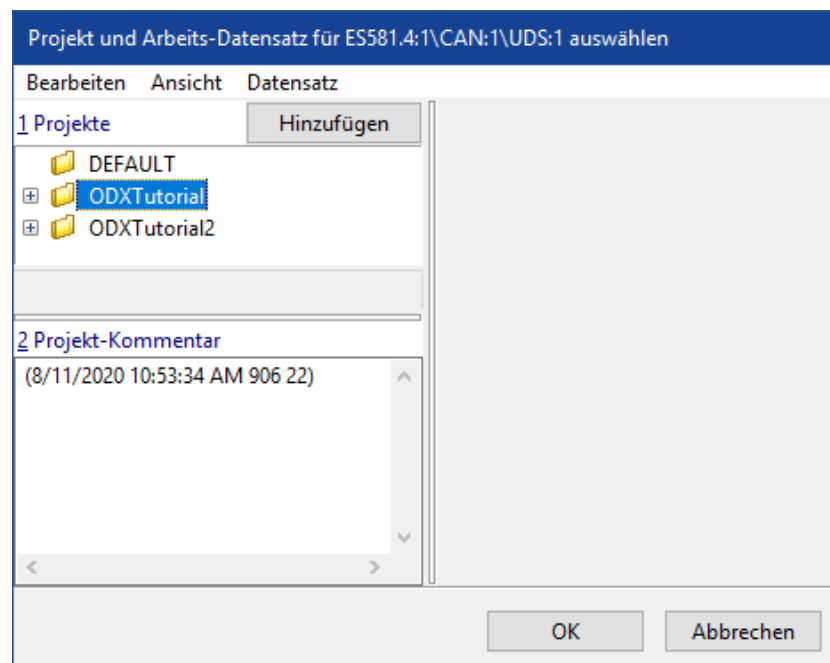 Projekt und Arbeits-Datensatz für ES581.4:1\CAN:1\UDS:1 auswählen
Bearbeiten Ansicht Datensatz
1 Projekte Hinzufügen
DEFAULT
ODXTutorial
ODXTutorial2
2 Projekt-Kommentar
(8/11/2020 10:53:34 AM 906 22)
OK Abbrechen